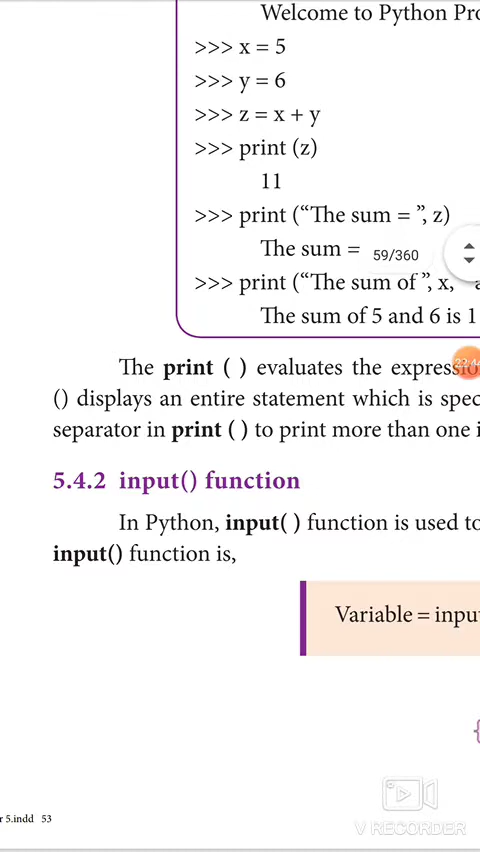 Welcome to Python Pro
>>> x = 5
>>> y = 6
>>> z = x + y
>>> print (z)
11
>>> print (“The sum = ”, z)
The sum =
59/360
>>> print (“The sum of ”, x, “ a
The sum of 5 and 6 is 1
The print ( ) evaluates the expression
() displays an entire statement which is spec
separator in print ( ) to print more than one i
5.4.2 input() function
In Python, input( ) function is used to
input() function is,
Variable = input
r 5.indd 53
V RECORDER